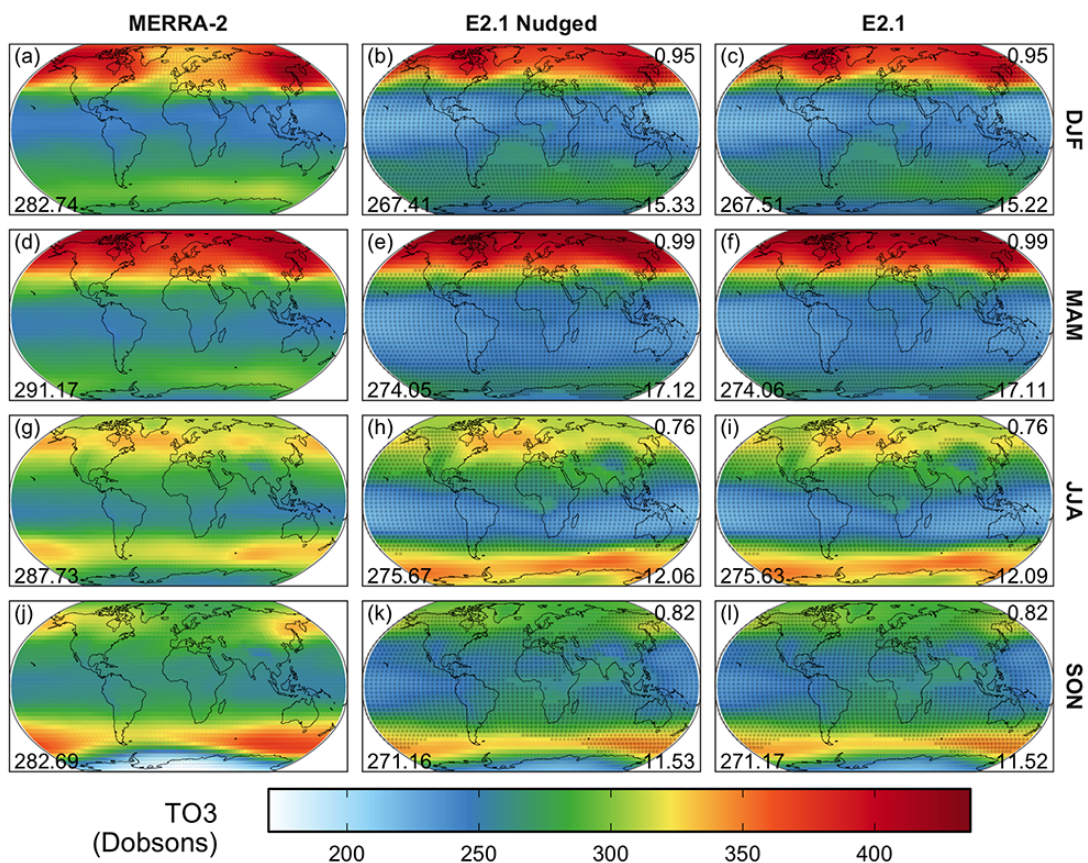 MERRA-2 E2.1 Nudged E2.1
(a) (b) 0.95 (c) 0.95
DJF
282.74 267.41 -15.33 267.51 -15.22
(d) (e) 0.99 (f) 0.99
MAM
291.17 274.05 -17.12 274.06 -17.11
(g) (h) 0.76 (i) 0.76
JJA
287.73 275.67 -12.06 275.63 -12.09
(j) (k) 0.82 (l) 0.82
SON
282.69 271.16 -11.53 271.17 -11.52
TO3
(Dobsons)
200 250 300 350 400